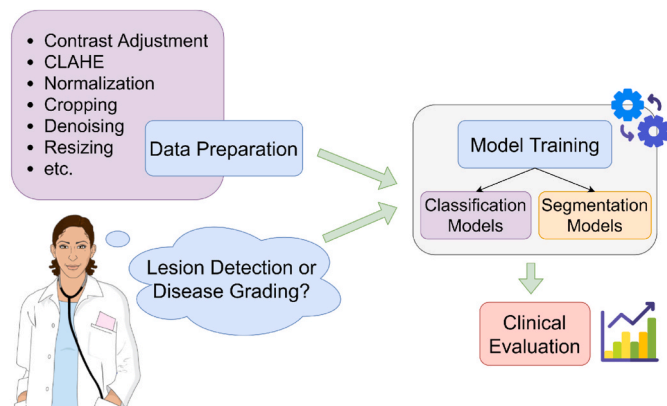 • Contrast Adjustment
• CLAHE
• Normalization
• Cropping
• Denoising
• Resizing
• etc.
Data Preparation
Lesion Detection or
Disease Grading?
Model Training
Classification
Models
Segmentation
Models
Clinical
Evaluation